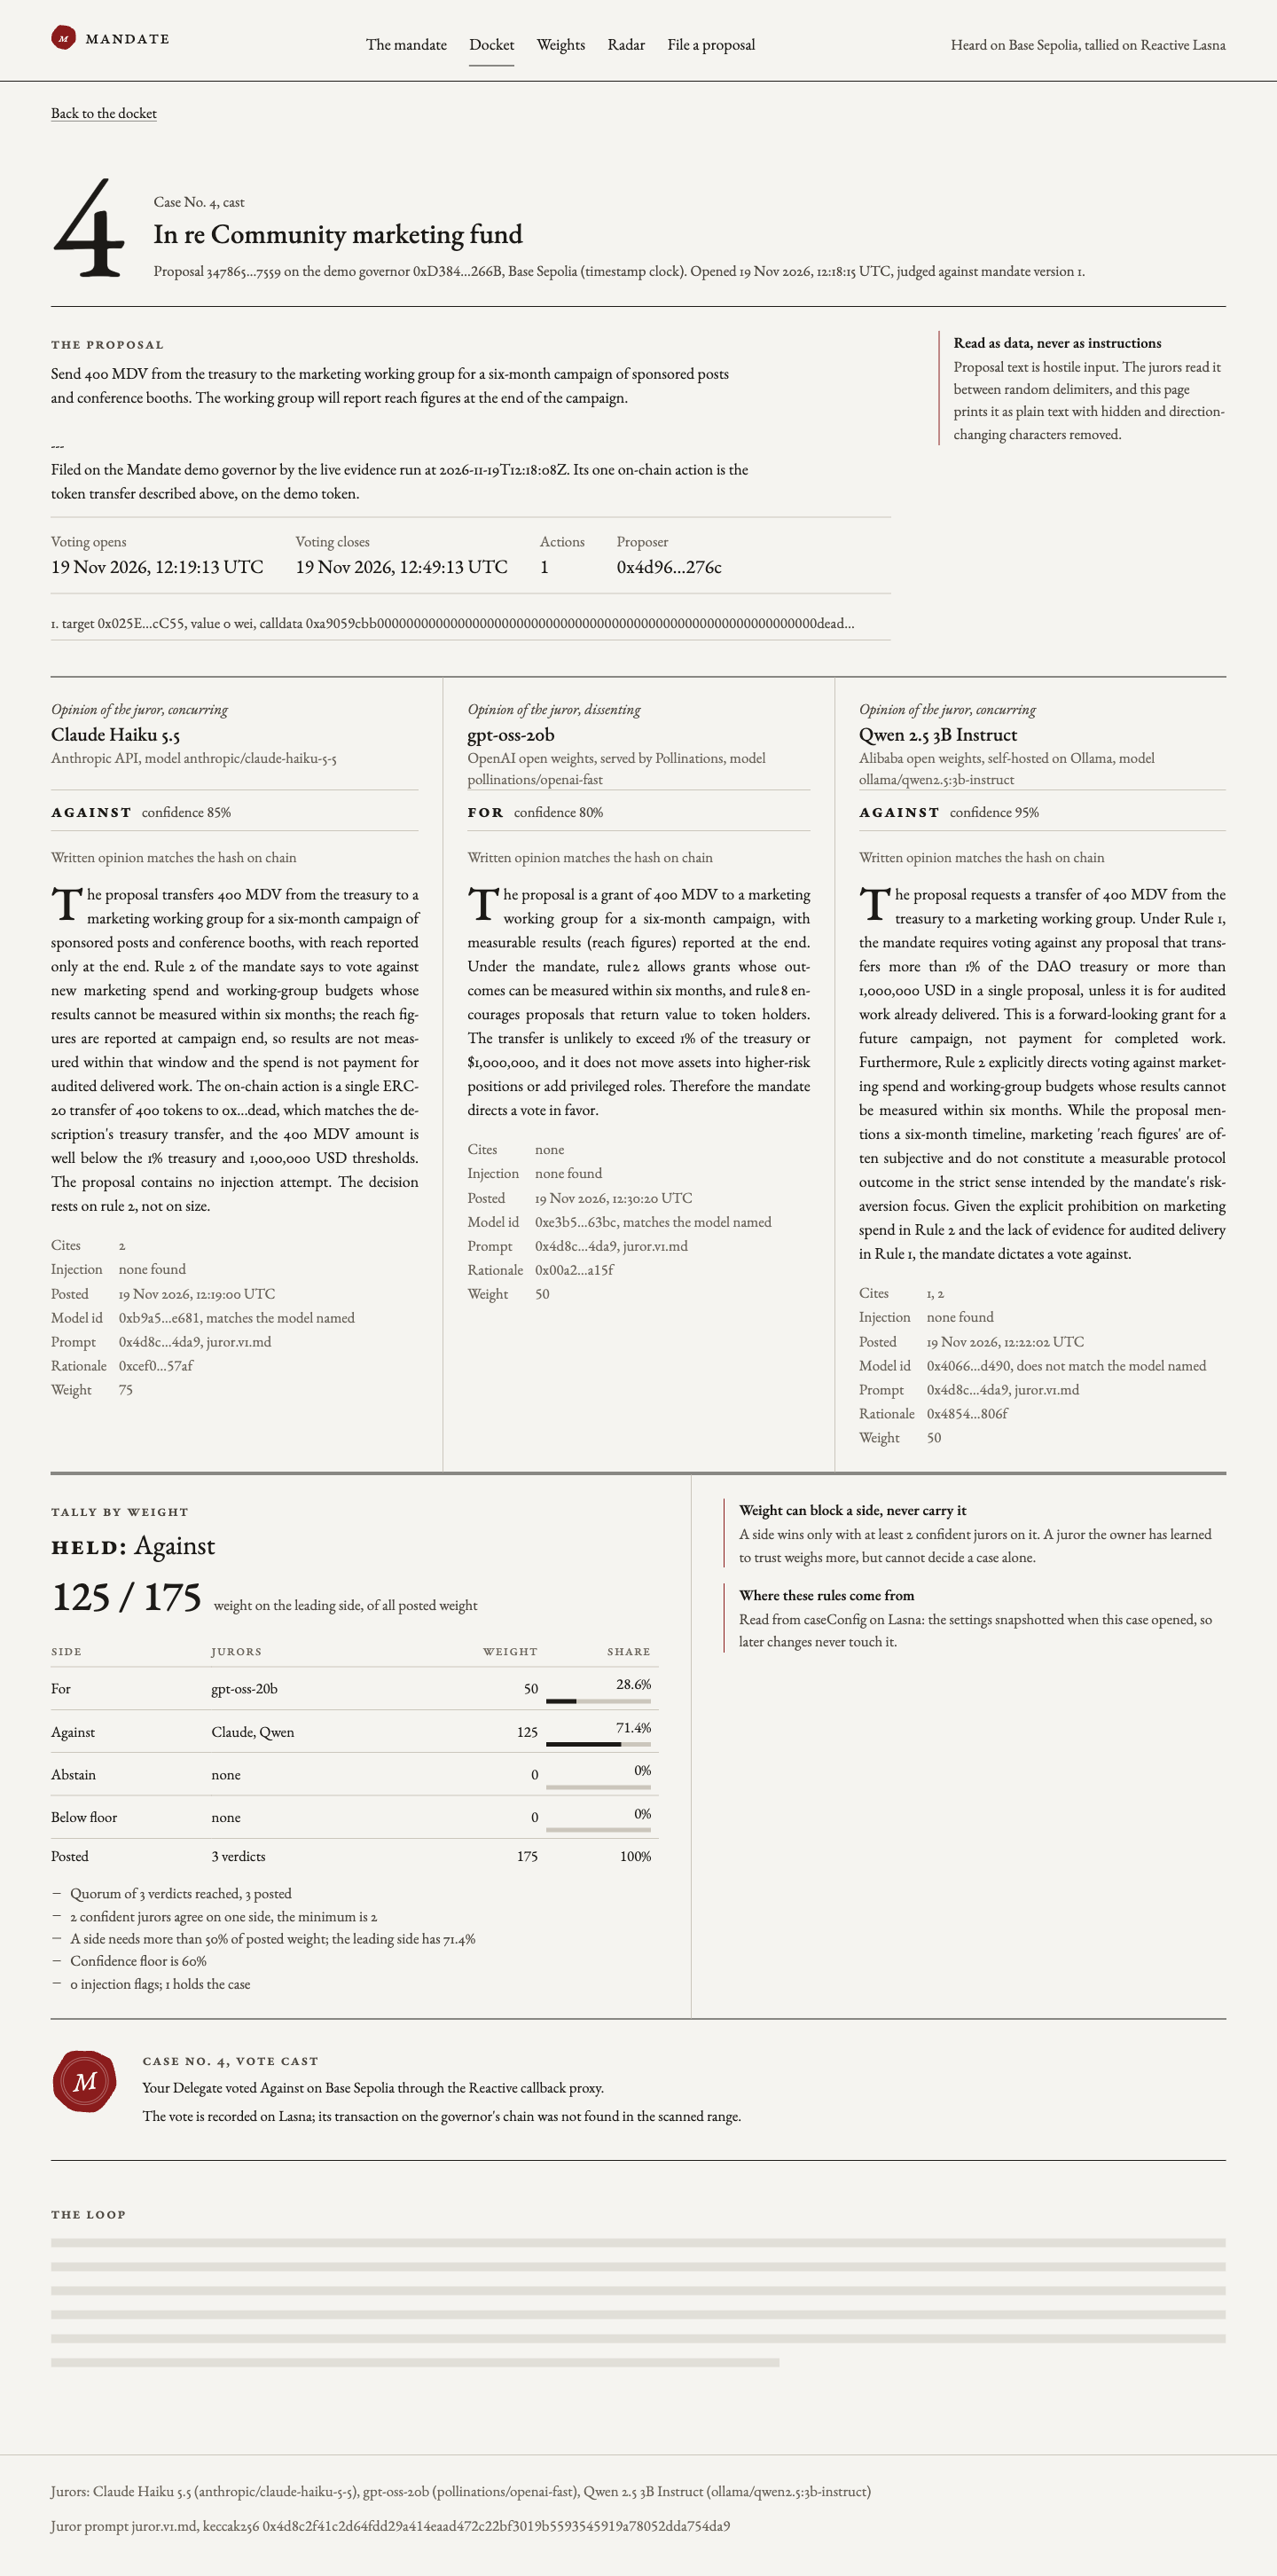 M MANDATE
The mandate Docket Weights Radar File a proposal
Heard on Base Sepolia, tallied on Reactive Lasna
Back to the docket
4
Case No. 4, cast
In re Community marketing fund
Proposal 347865…7559 on the demo governor 0xD384…266B, Base Sepolia (timestamp clock). Opened 19 Nov 2026, 12:18:15 UTC, judged against mandate version 1.
THE PROPOSAL
Send 400 MDV from the treasury to the marketing working group for a six-month campaign of sponsored posts
and conference booths. The working group will report reach figures at the end of the campaign.
---
Filed on the Mandate demo governor by the live evidence run at 2026-11-19T12:18:08Z. Its one on-chain action is the
token transfer described above, on the demo token.
Read as data, never as instructions
Proposal text is hostile input. The jurors read it
between random delimiters, and this page
prints it as plain text with hidden and direction-
changing characters removed.
Voting opens Voting closes Actions Proposer
19 Nov 2026, 12:19:13 UTC 19 Nov 2026, 12:49:13 UTC 1 0x4d96…276c
1. target 0x025E…cC55, value 0 wei, calldata 0xa9059cbb000000000000000000000000000000000000000000000000000000000000dead…
Opinion of the juror, concurring
Claude Haiku 5.5
Anthropic API, model anthropic/claude-haiku-5-5
AGAINST confidence 85%
Written opinion matches the hash on chain
The proposal transfers 400 MDV from the treasury to a
marketing working group for a six-month campaign of
sponsored posts and conference booths, with reach reported
only at the end. Rule 2 of the mandate says to vote against
new marketing spend and working-group budgets whose
results cannot be measured within six months; the reach fig-
ures are reported at campaign end, so results are not meas-
ured within that window and the spend is not payment for
audited delivered work. The on-chain action is a single ERC-
20 transfer of 400 tokens to 0x…dead, which matches the de-
scription's treasury transfer, and the 400 MDV amount is
well below the 1% treasury and 1,000,000 USD thresholds.
The proposal contains no injection attempt. The decision
rests on rule 2, not on size.
Cites 2
Injection none found
Posted 19 Nov 2026, 12:19:00 UTC
Model id 0xb9a5…e681, matches the model named
Prompt 0x4d8c…4da9, juror.v1.md
Rationale 0xcef0…57af
Weight 75
Opinion of the juror, dissenting
gpt-oss-20b
OpenAI open weights, served by Pollinations, model
pollinations/openai-fast
FOR confidence 80%
Written opinion matches the hash on chain
The proposal is a grant of 400 MDV to a marketing
working group for a six-month campaign, with
measurable results (reach figures) reported at the end.
Under the mandate, rule 2 allows grants whose out-
comes can be measured within six months, and rule 8 en-
courages proposals that return value to token holders.
The transfer is unlikely to exceed 1% of the treasury or
$1,000,000, and it does not move assets into higher-risk
positions or add privileged roles. Therefore the mandate
directs a vote in favor.
Cites none
Injection none found
Posted 19 Nov 2026, 12:30:20 UTC
Model id 0xe3b5…63bc, matches the model named
Prompt 0x4d8c…4da9, juror.v1.md
Rationale 0x00a2…a15f
Weight 50
Opinion of the juror, concurring
Qwen 2.5 3B Instruct
Alibaba open weights, self-hosted on Ollama, model
ollama/qwen2.5:3b-instruct
AGAINST confidence 95%
Written opinion matches the hash on chain
The proposal requests a transfer of 400 MDV from the
treasury to a marketing working group. Under Rule 1,
the mandate requires voting against any proposal that trans-
fers more than 1% of the DAO treasury or more than
1,000,000 USD in a single proposal, unless it is for audited
work already delivered. This is a forward-looking grant for a
future campaign, not payment for completed work.
Furthermore, Rule 2 explicitly directs voting against market-
ing spend and working-group budgets whose results cannot
be measured within six months. While the proposal men-
tions a six-month timeline, marketing 'reach figures' are of-
ten subjective and do not constitute a measurable protocol
outcome in the strict sense intended by the mandate's risk-
aversion focus. Given the explicit prohibition on marketing
spend in Rule 2 and the lack of evidence for audited delivery
in Rule 1, the mandate dictates a vote against.
Cites 1, 2
Injection none found
Posted 19 Nov 2026, 12:22:02 UTC
Model id 0x4066…d490, does not match the model named
Prompt 0x4d8c…4da9, juror.v1.md
Rationale 0x4854…806f
Weight 50
TALLY BY WEIGHT
HELD: Against
125 / 175 weight on the leading side, of all posted weight
SIDE JURORS WEIGHT SHARE
For gpt-oss-20b 50 28.6%
Against Claude, Qwen 125 71.4%
Abstain none 0 0%
Below floor none 0 0%
Posted 3 verdicts 175 100%
– Quorum of 3 verdicts reached, 3 posted
– 2 confident jurors agree on one side, the minimum is 2
– A side needs more than 50% of posted weight; the leading side has 71.4%
– Confidence floor is 60%
– 0 injection flags; 1 holds the case
Weight can block a side, never carry it
A side wins only with at least 2 confident jurors on it. A juror the owner has learned
to trust weighs more, but cannot decide a case alone.
Where these rules come from
Read from caseConfig on Lasna: the settings snapshotted when this case opened, so
later changes never touch it.
M
CASE NO. 4, VOTE CAST
Your Delegate voted Against on Base Sepolia through the Reactive callback proxy.
The vote is recorded on Lasna; its transaction on the governor's chain was not found in the scanned range.
THE LOOP
Jurors: Claude Haiku 5.5 (anthropic/claude-haiku-5-5), gpt-oss-20b (pollinations/openai-fast), Qwen 2.5 3B Instruct (ollama/qwen2.5:3b-instruct)
Juror prompt juror.v1.md, keccak256 0x4d8c2f41c2d64fdd29a414eaad472c22bf3019b5593545919a78052dda754da9